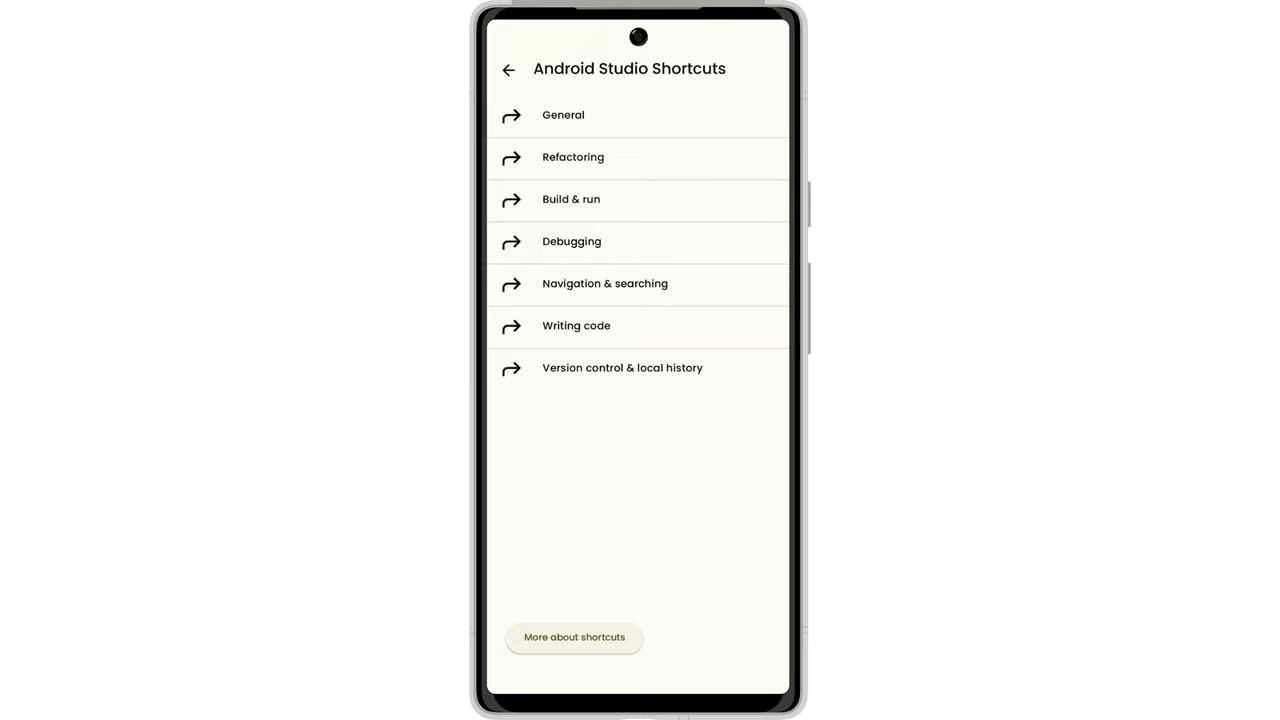 Android Studio Shortcuts
General
Refactoring
Build & run
Debugging
Navigation & searching
Writing code
Version control & local history
More about shortcuts